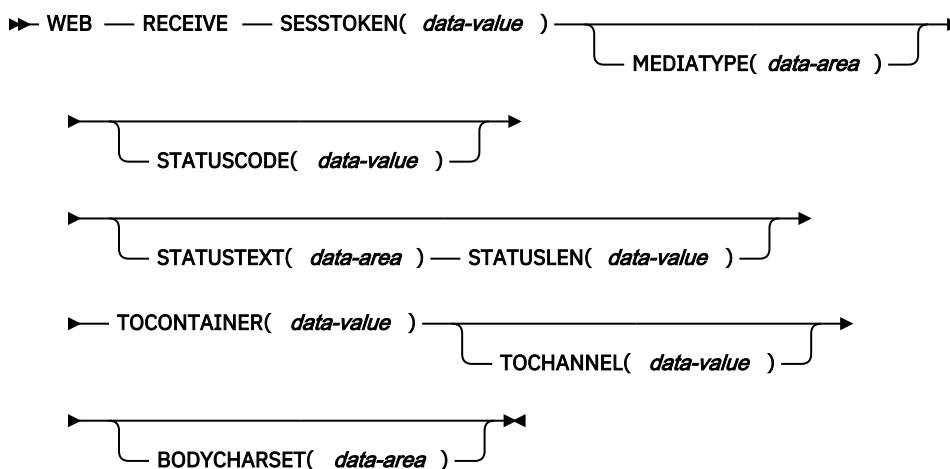 WEB RECEIVE SESSTOKEN( data-value )
MEDIATYPE( data-area )
STATUSCODE( data-value )
STATUSTEXT( data-area ) STATUSLEN( data-value )
TOCONTAINER( data-value )
TOCHANNEL( data-value )
BODYCHARSET( data-area )